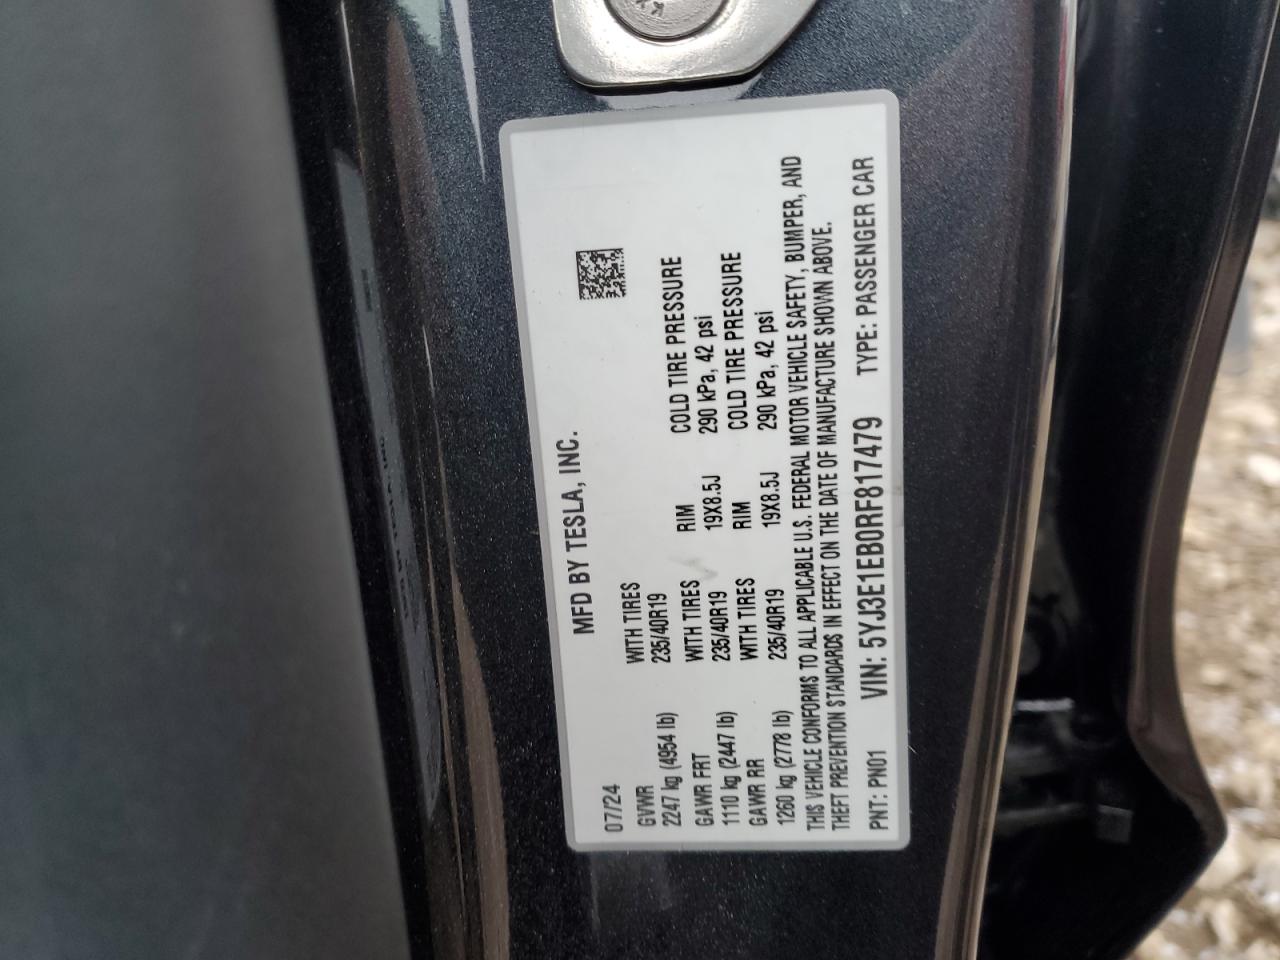 MFD BY TESLA, INC.
07/24
GVWR WITH TIRES
2247 kg (4954 lb) 235/40R19
GAWR FRT WITH TIRES RIM COLD TIRE PRESSURE
1110 kg (2447 lb) 235/40R19 19X8.5J 290 kPa, 42 psi
GAWR RR WITH TIRES RIM COLD TIRE PRESSURE
1260 kg (2778 lb) 235/40R19 19X8.5J 290 kPa, 42 psi
THIS VEHICLE CONFORMS TO ALL APPLICABLE U.S. FEDERAL MOTOR VEHICLE SAFETY, BUMPER, AND
THEFT PREVENTION STANDARDS IN EFFECT ON THE DATE OF MANUFACTURE SHOWN ABOVE.
PNT: PN01 VIN: 5YJ3E1EB0RF817479 TYPE: PASSENGER CAR